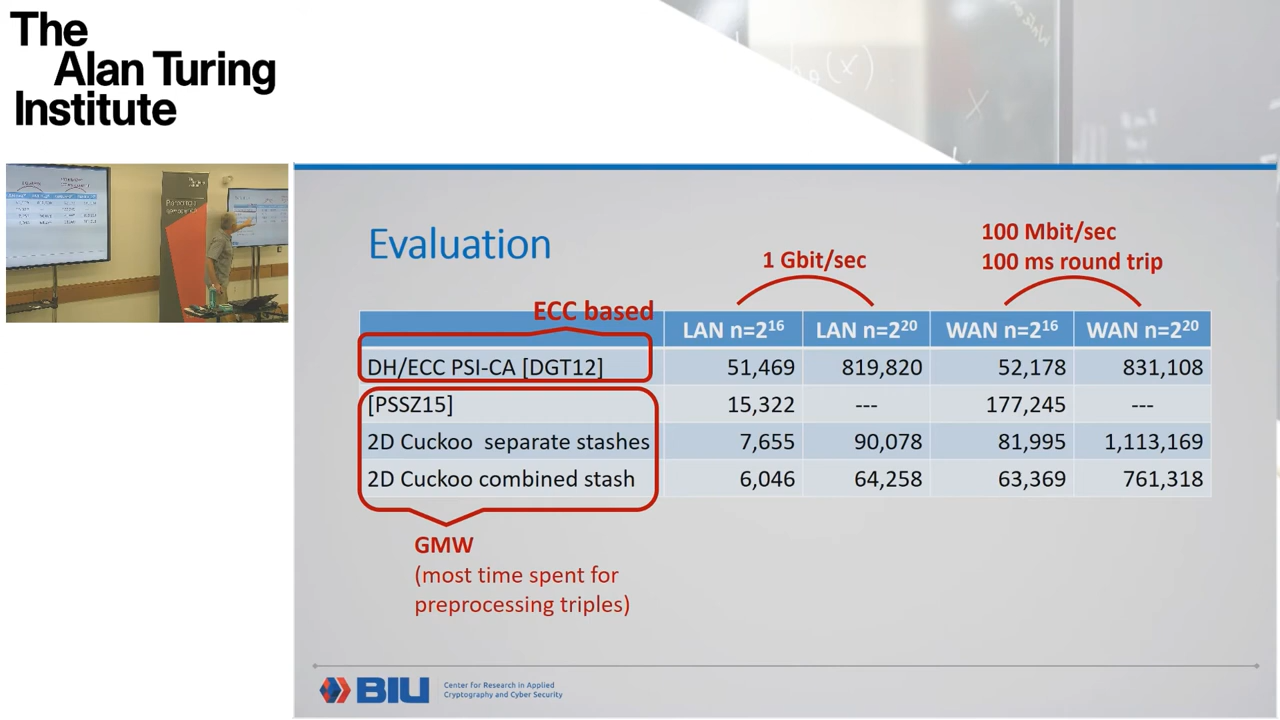 The
Alan Turing
Institute
Evaluation
1 Gbit/sec
100 Mbit/sec
100 ms round trip
ECC based
LAN n=2¹⁶ LAN n=2²⁰ WAN n=2¹⁶ WAN n=2²⁰
DH/ECC PSI-CA [DGT12] 51,469 819,820 52,178 831,108
[PSSZ15] 15,322 --- 177,245 ---
2D Cuckoo separate stashes 7,655 90,078 81,995 1,113,169
2D Cuckoo combined stash 6,046 64,258 63,369 761,318
GMW
(most time spent for
preprocessing triples)
BIU
Center for Research in Applied
Cryptography and Cyber Security